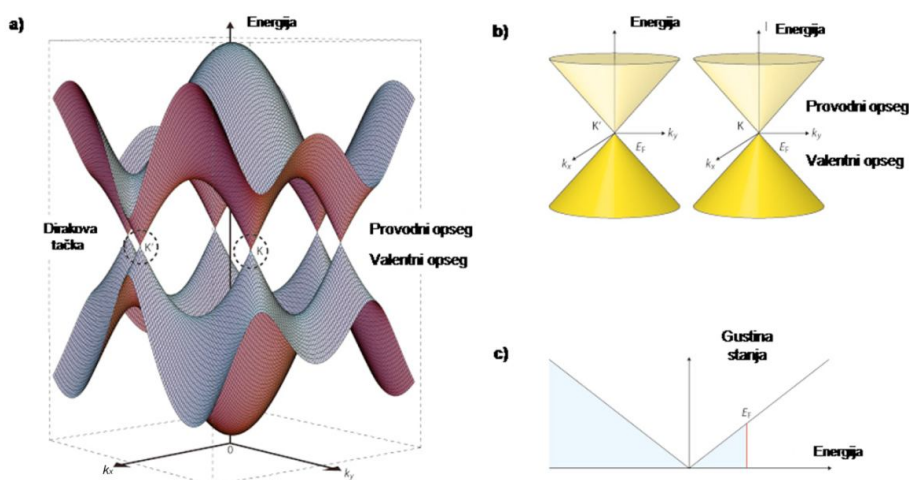 a)
Energija
Dirakova
tačka
K'
K
Provodni opseg
Valentni opseg
0
kx
ky
b)
Energija
Energija
K'
ky
kx
EF
K
ky
kx
EF
Provodni opseg
Valentni opseg
c)
Gustina
stanja
EF
Energija